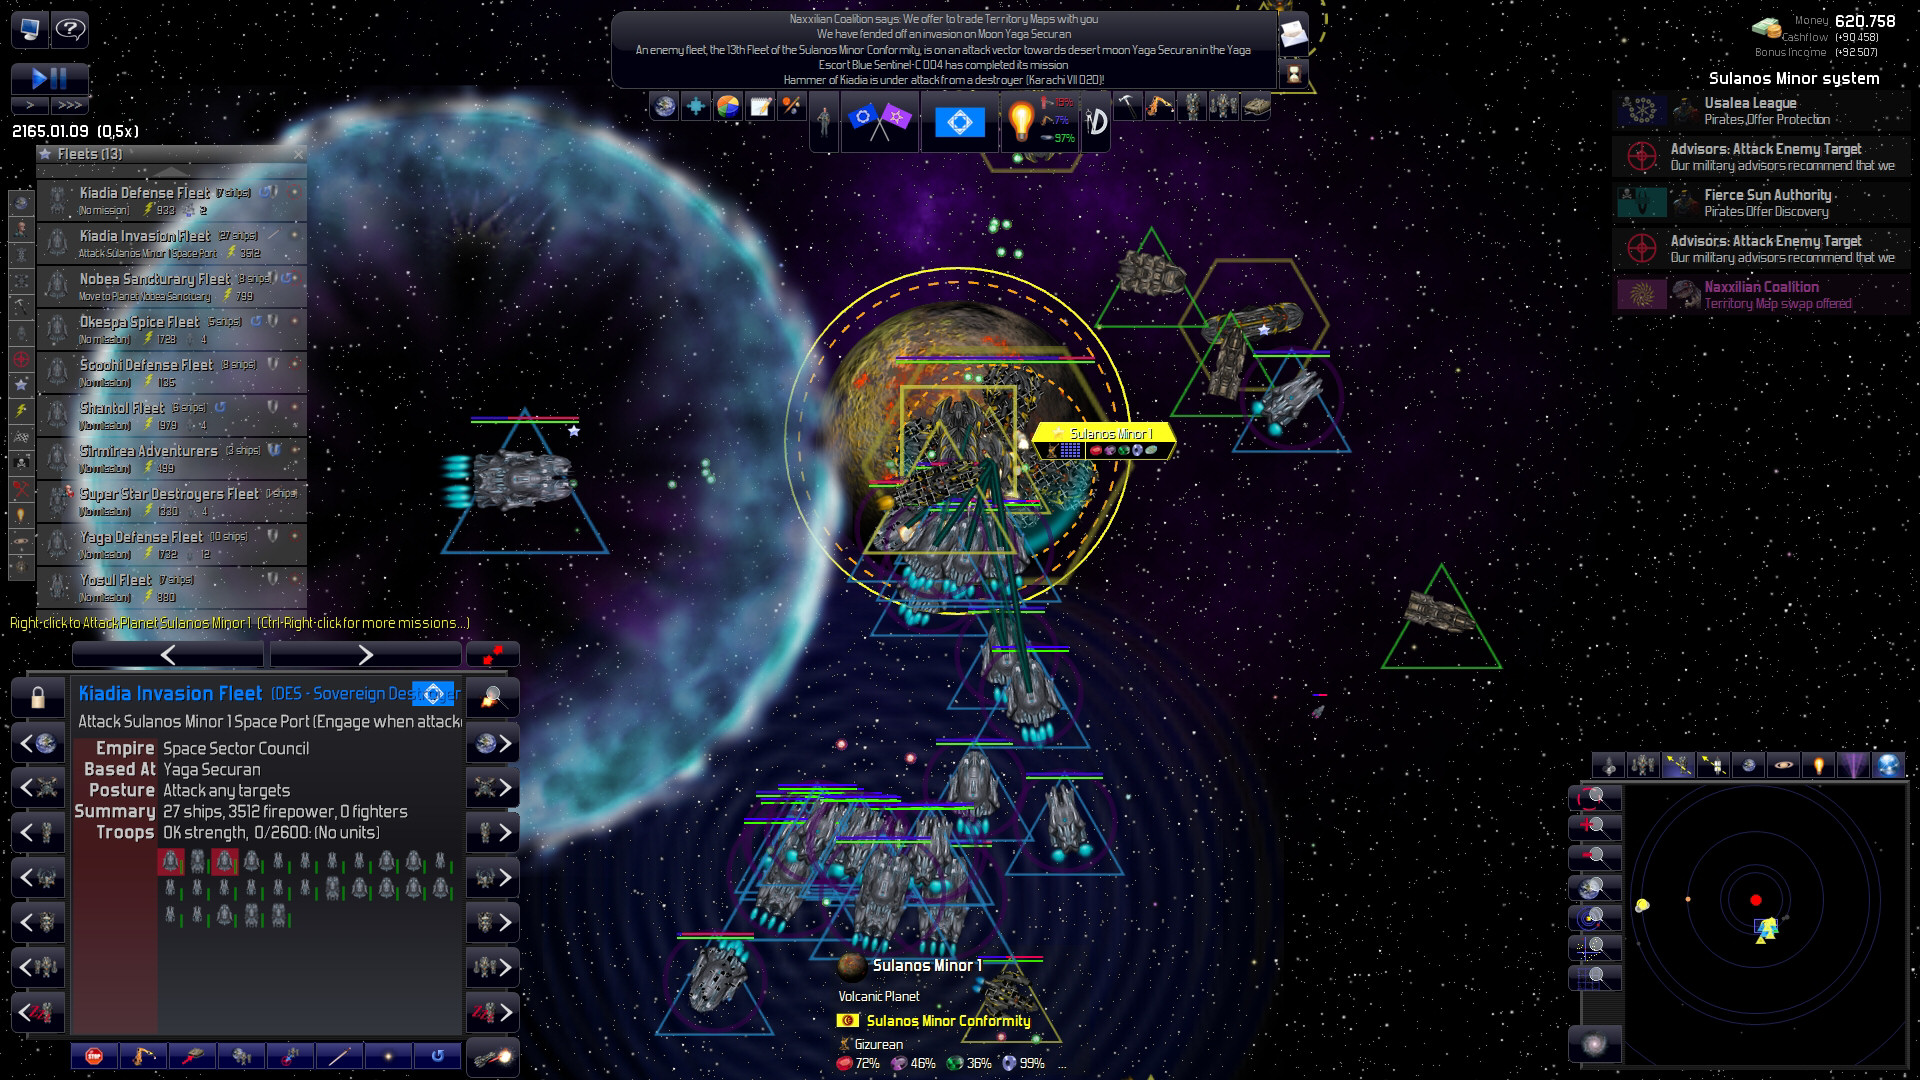 Naxxilian Coalition says: We offer to trade Territory Maps with you
We have fended off an invasion on Moon Yaga Securan
An enemy fleet, the 13th Fleet of the Sulanos Minor Conformity, is on an attack vector towards desert moon Yaga Securan in the Yaga
Escort Blue Sentinel-C 004 has completed its mission
Hammer of Kiadia is under attack from a destroyer (Karachi VII 020)!
Money 620.758
Cashflow (+90.458)
Bonus Income (+92.507)
19%
7%
97%
2165.01.09 (0,5x)
Sulanos Minor system
Usalea League
Pirates Offer Protection
Advisors: Attack Enemy Target
Our military advisors recommend that we
Fierce Sun Authority
Pirates Offer Discovery
Advisors: Attack Enemy Target
Our military advisors recommend that we
Naxxilian Coalition
Territory Map swap offered
Fleets (13)
Kiadia Defense Fleet (7 ships)
(No mission) 933 2
Kiadia Invasion Fleet (27 ships)
Attack Sulanos Minor 1 Space Port 3512
Nobea Sancturary Fleet (8 ships)
Move to Planet Nobea Sanctuary 799
Okespa Spice Fleet (5 ships)
(No mission) 1728 4
Scodhi Defense Fleet (8 ships)
(No mission) 1135
Shantol Fleet (6 ships)
(No mission) 1979 4
Sirmirea Adventurers (3 ships)
(No mission) 499
Super Star Destroyers Fleet
(No mission) 1330 4
Yaga Defense Fleet (10 ships)
(No mission) 1732 12
Yosul Fleet (7 ships)
(No mission) 990
Sulanos Minor 1
Right-click to Attack Planet Sulanos Minor 1 (Ctrl-Right-click for more missions...)
Kiadia Invasion Fleet (DES - Sovereign Des
Attack Sulanos Minor 1 Space Port (Engage when attack
Empire Space Sector Council
Based At Yaga Securan
Posture Attack any targets
Summary 27 ships, 3512 firepower, 0 fighters
Troops 0K strength, 0/2600: (No units)
STOP
Sulanos Minor 1
Volcanic Planet
Sulanos Minor Conformity
Gizurean
72% 46% 36% 99% ...